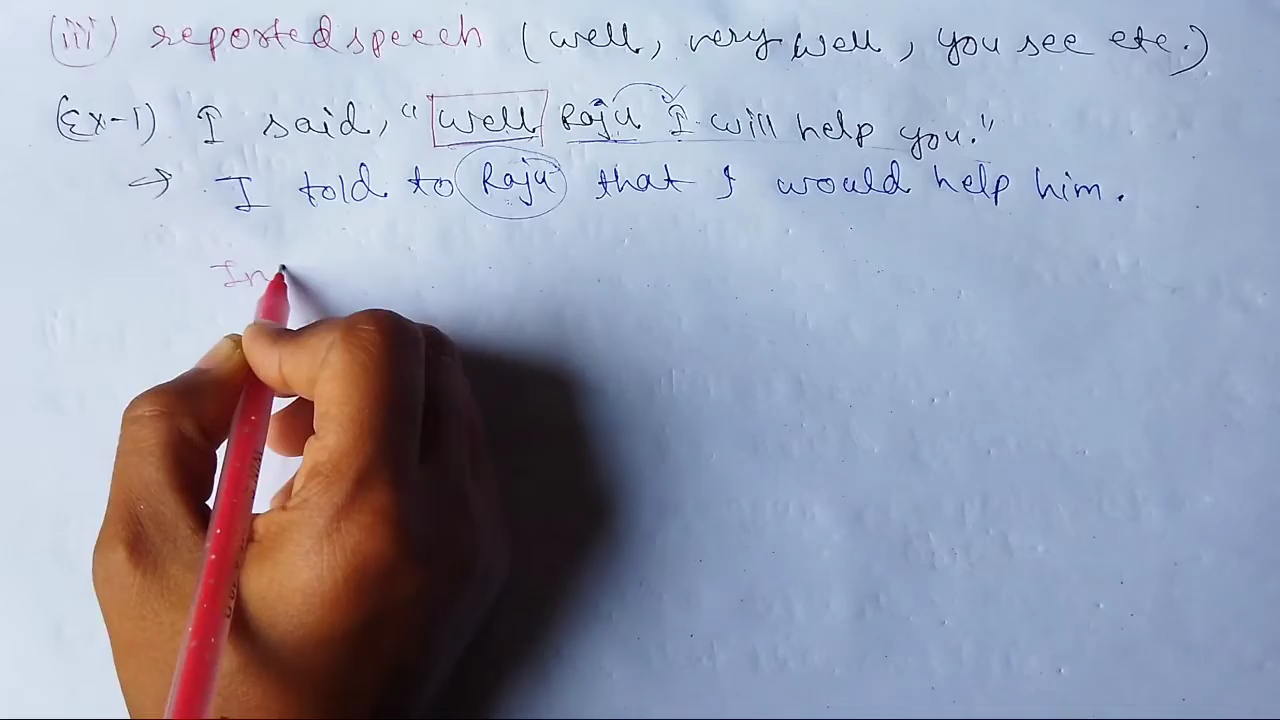 (iii) reported speech (well, very well, you see etc.)
(Ex-1) I said, "Well Raju I will help you."
→ I told to Raju that I would help him.
In